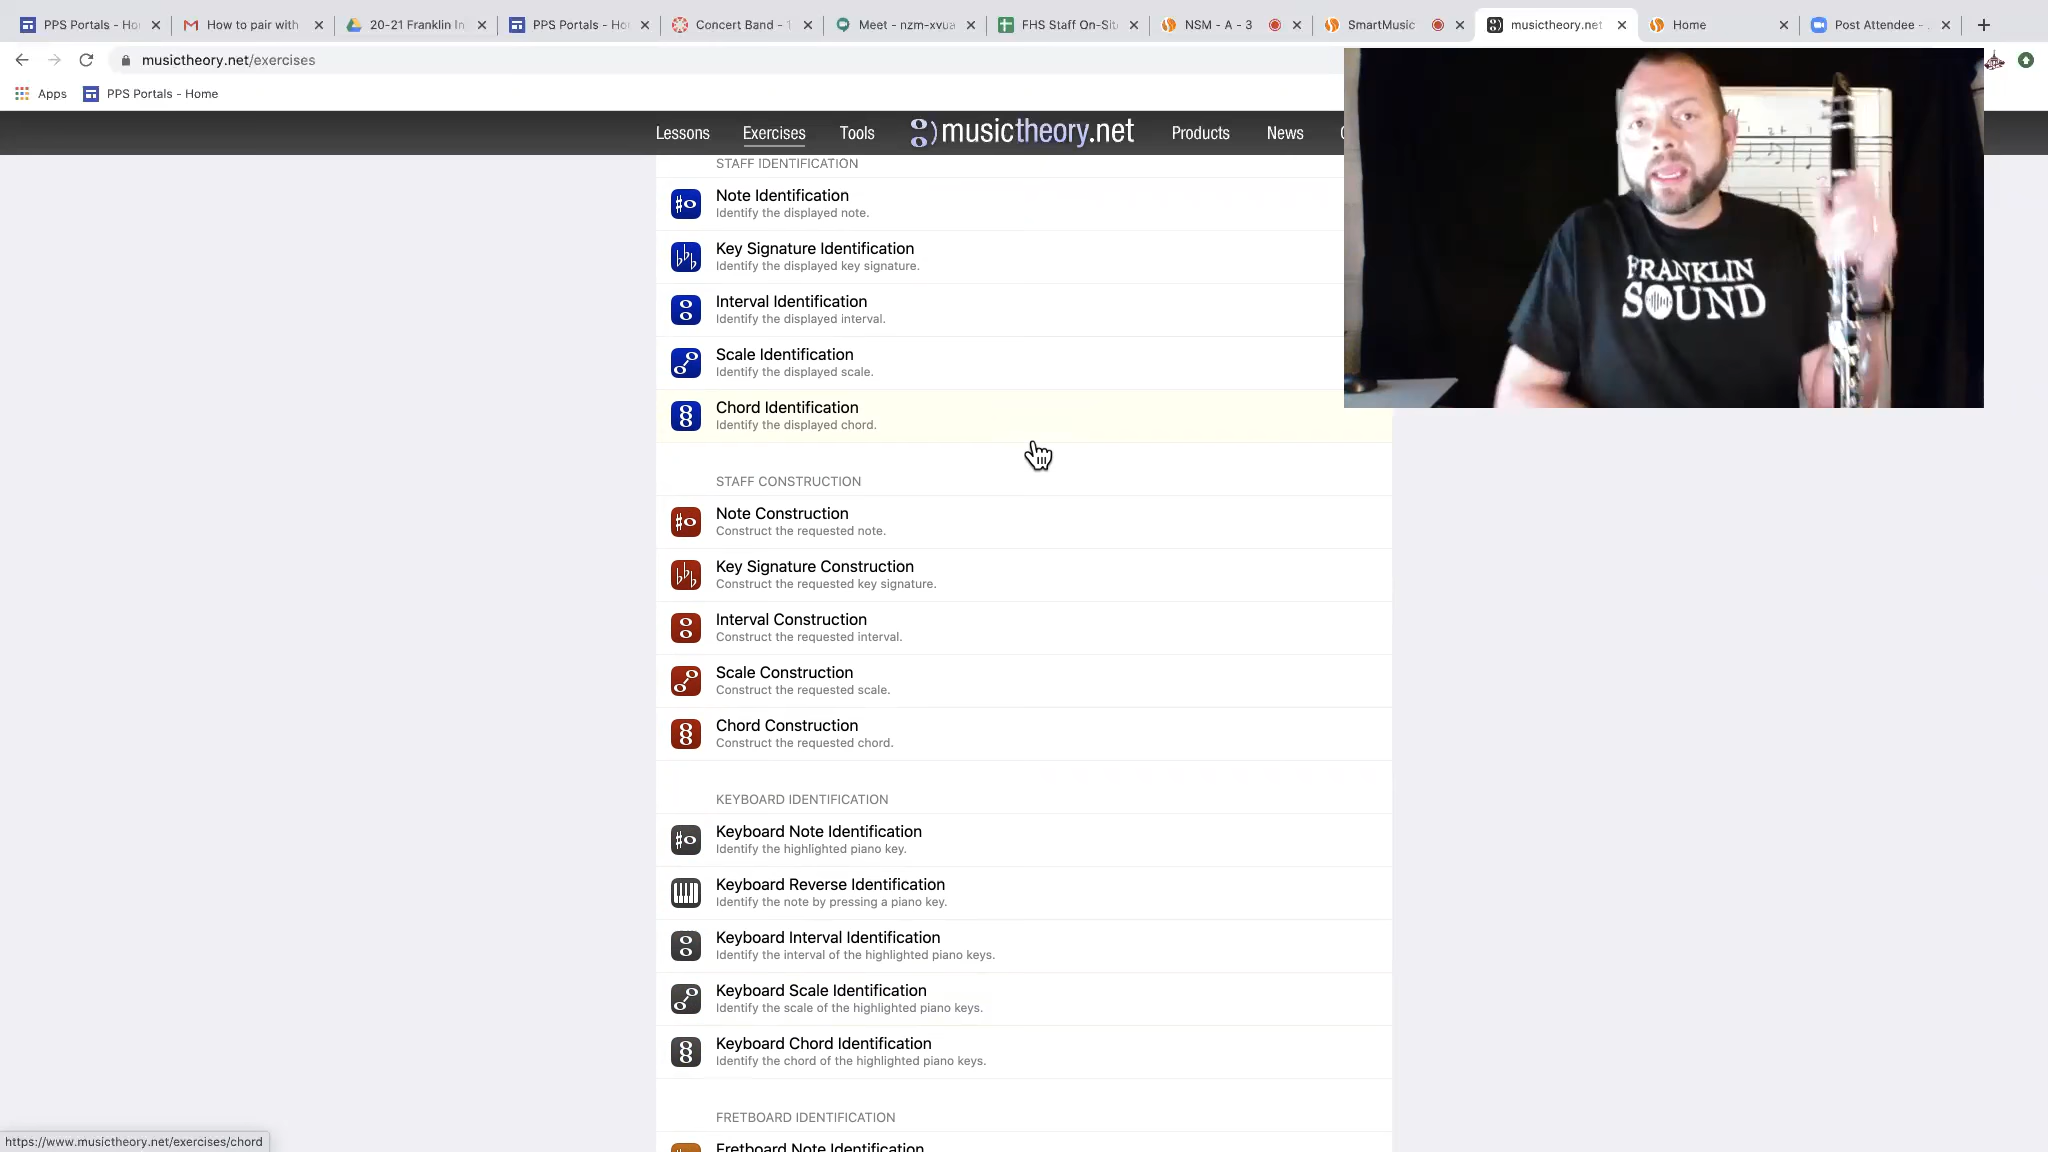 PPS Portals - Ho
How to pair with
20-21 Franklin In
PPS Portals - Ho
Concert Band - 1
Meet - nzm-xvua
FHS Staff On-Sit
NSM - A - 3
SmartMusic
musictheory.net
Home
Post Attendee -
musictheory.net/exercises
Apps
PPS Portals - Home
Lessons
Exercises
Tools
musictheory.net
Products
News
FRANKLIN
SOUND
STAFF IDENTIFICATION
Note Identification
Identify the displayed note.
Key Signature Identification
Identify the displayed key signature.
Interval Identification
Identify the displayed interval.
Scale Identification
Identify the displayed scale.
Chord Identification
Identify the displayed chord.
STAFF CONSTRUCTION
Note Construction
Construct the requested note.
Key Signature Construction
Construct the requested key signature.
Interval Construction
Construct the requested interval.
Scale Construction
Construct the requested scale.
Chord Construction
Construct the requested chord.
KEYBOARD IDENTIFICATION
Keyboard Note Identification
Identify the highlighted piano key.
Keyboard Reverse Identification
Identify the note by pressing a piano key.
Keyboard Interval Identification
Identify the interval of the highlighted piano keys.
Keyboard Scale Identification
Identify the scale of the highlighted piano keys.
Keyboard Chord Identification
Identify the chord of the highlighted piano keys.
FRETBOARD IDENTIFICATION
Fretboard Note Identification
https://www.musictheory.net/exercises/chord